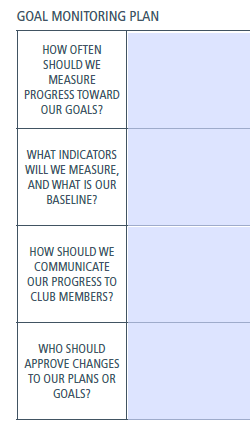 GOAL MONITORING PLAN
HOW OFTEN
SHOULD WE
MEASURE
PROGRESS TOWARD
OUR GOALS?
WHAT INDICATORS
WILL WE MEASURE,
AND WHAT IS OUR
BASELINE?
HOW SHOULD WE
COMMUNICATE
OUR PROGRESS TO
CLUB MEMBERS?
WHO SHOULD
APPROVE CHANGES
TO OUR PLANS OR
GOALS?